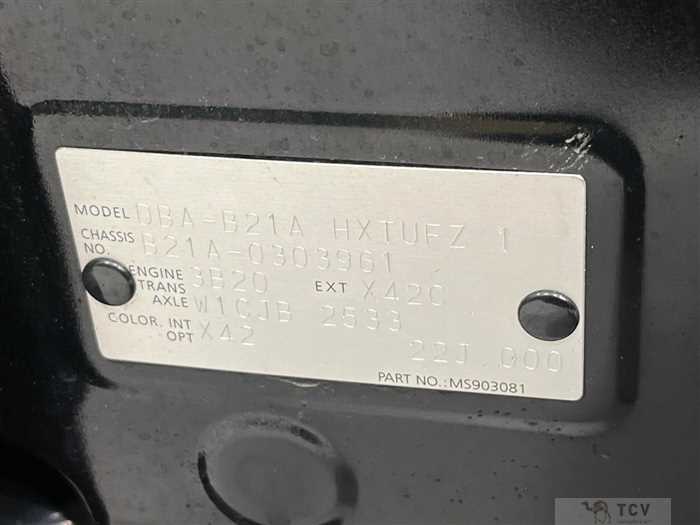 MODEL DBA-B21A HXTUFZ 1
CHASSIS NO. B21A-0303961
ENGINE 3B20 EXT X42C
TRANS AXLE W1CJB 2533
COLOR. INT OPT X42
22J 000
PART NO.:MS903081
TCV